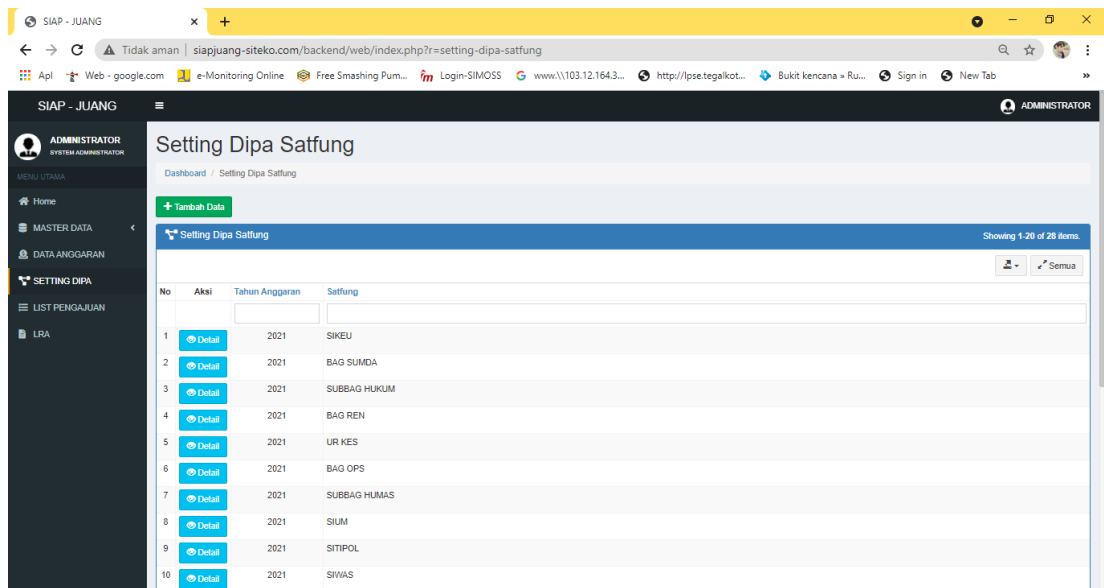 SIAP - JUANG
Tidak aman | siapjuang-siteko.com/backend/web/index.php?r=setting-dipa-satfung
Apl Web - google.com e-Monitoring Online Free Smashing Pum... Login-SIMOSS www.\\103.12.164.3... http://lpse.tegalkot... Bukit kencana » Ru... Sign in New Tab »
SIAP - JUANG ADMINISTRATOR
ADMINISTRATOR
SYSTEM ADMINISTRATOR
MENU UTAMA
Home
MASTER DATA
DATA ANGGARAN
SETTING DIPA
LIST PENGAJUAN
LRA
Setting Dipa Satfung
Dashboard / Setting Dipa Satfung
Tambah Data
Setting Dipa Satfung Showing 1-20 of 28 items.
Semua
No Aksi Tahun Anggaran Satfung
1 Detail 2021 SIKEU
2 Detail 2021 BAG SUMDA
3 Detail 2021 SUBBAG HUKUM
4 Detail 2021 BAG REN
5 Detail 2021 UR KES
6 Detail 2021 BAG OPS
7 Detail 2021 SUBBAG HUMAS
8 Detail 2021 SIUM
9 Detail 2021 SITIPOL
10 Detail 2021 SIWAS